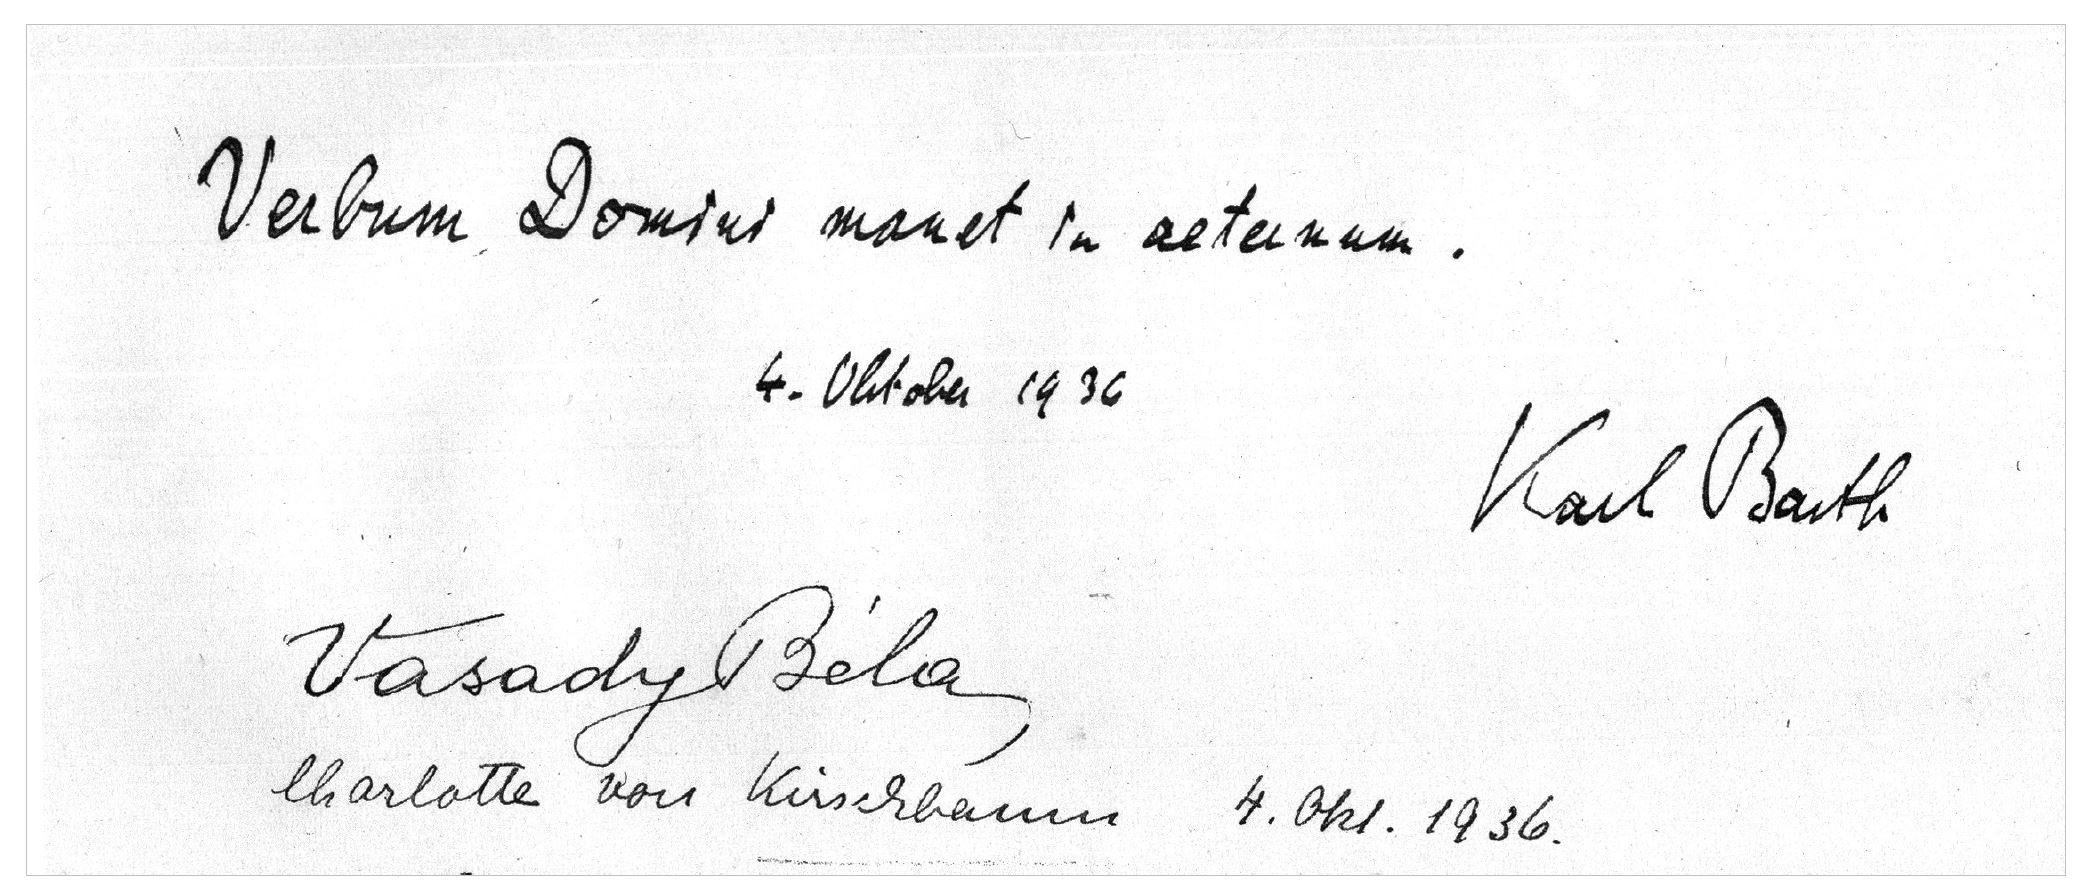 Verbum Domini manet in aeternum.
4. Oktober 1936
Karl Barth
Vasady Béla
Charlotte von Kirschbaum 4. Okt. 1936.